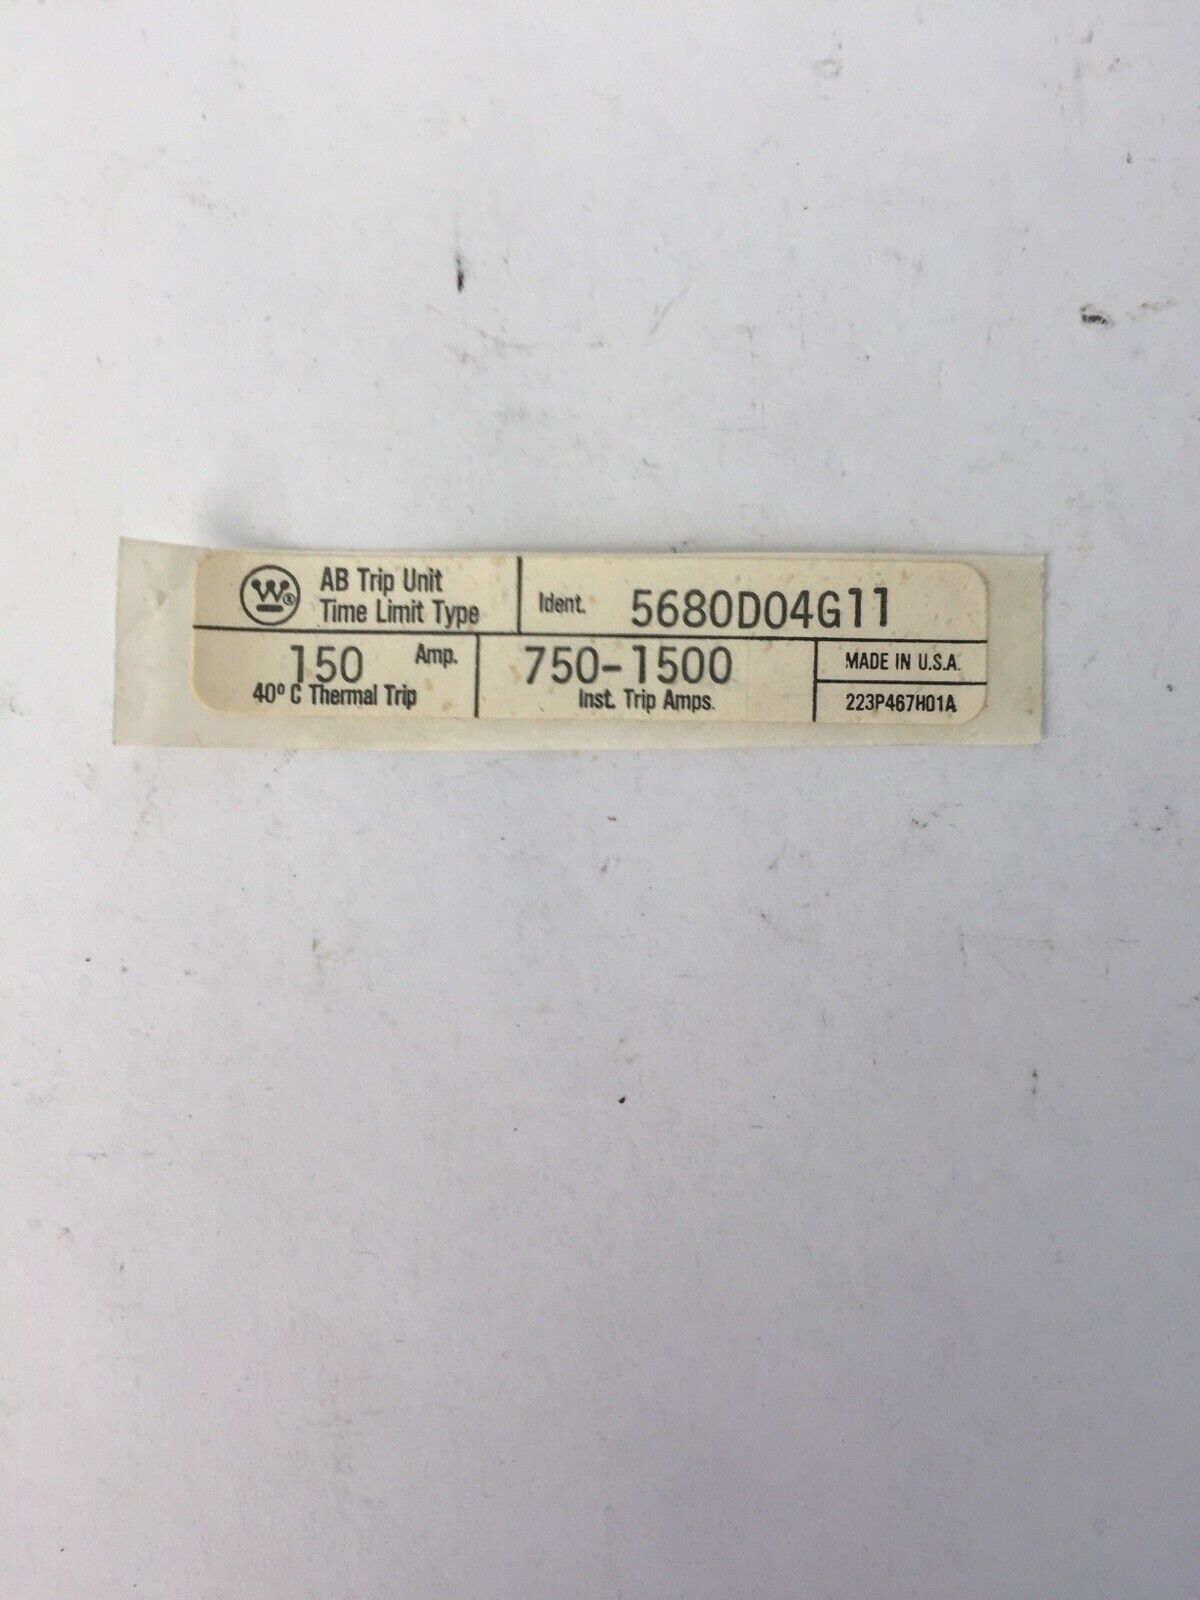 W®
AB Trip Unit
Time Limit Type
Ident. 5680D04G11
150 Amp.
40° C Thermal Trip
750-1500
Inst. Trip Amps.
MADE IN U.S.A.
223P467H01A